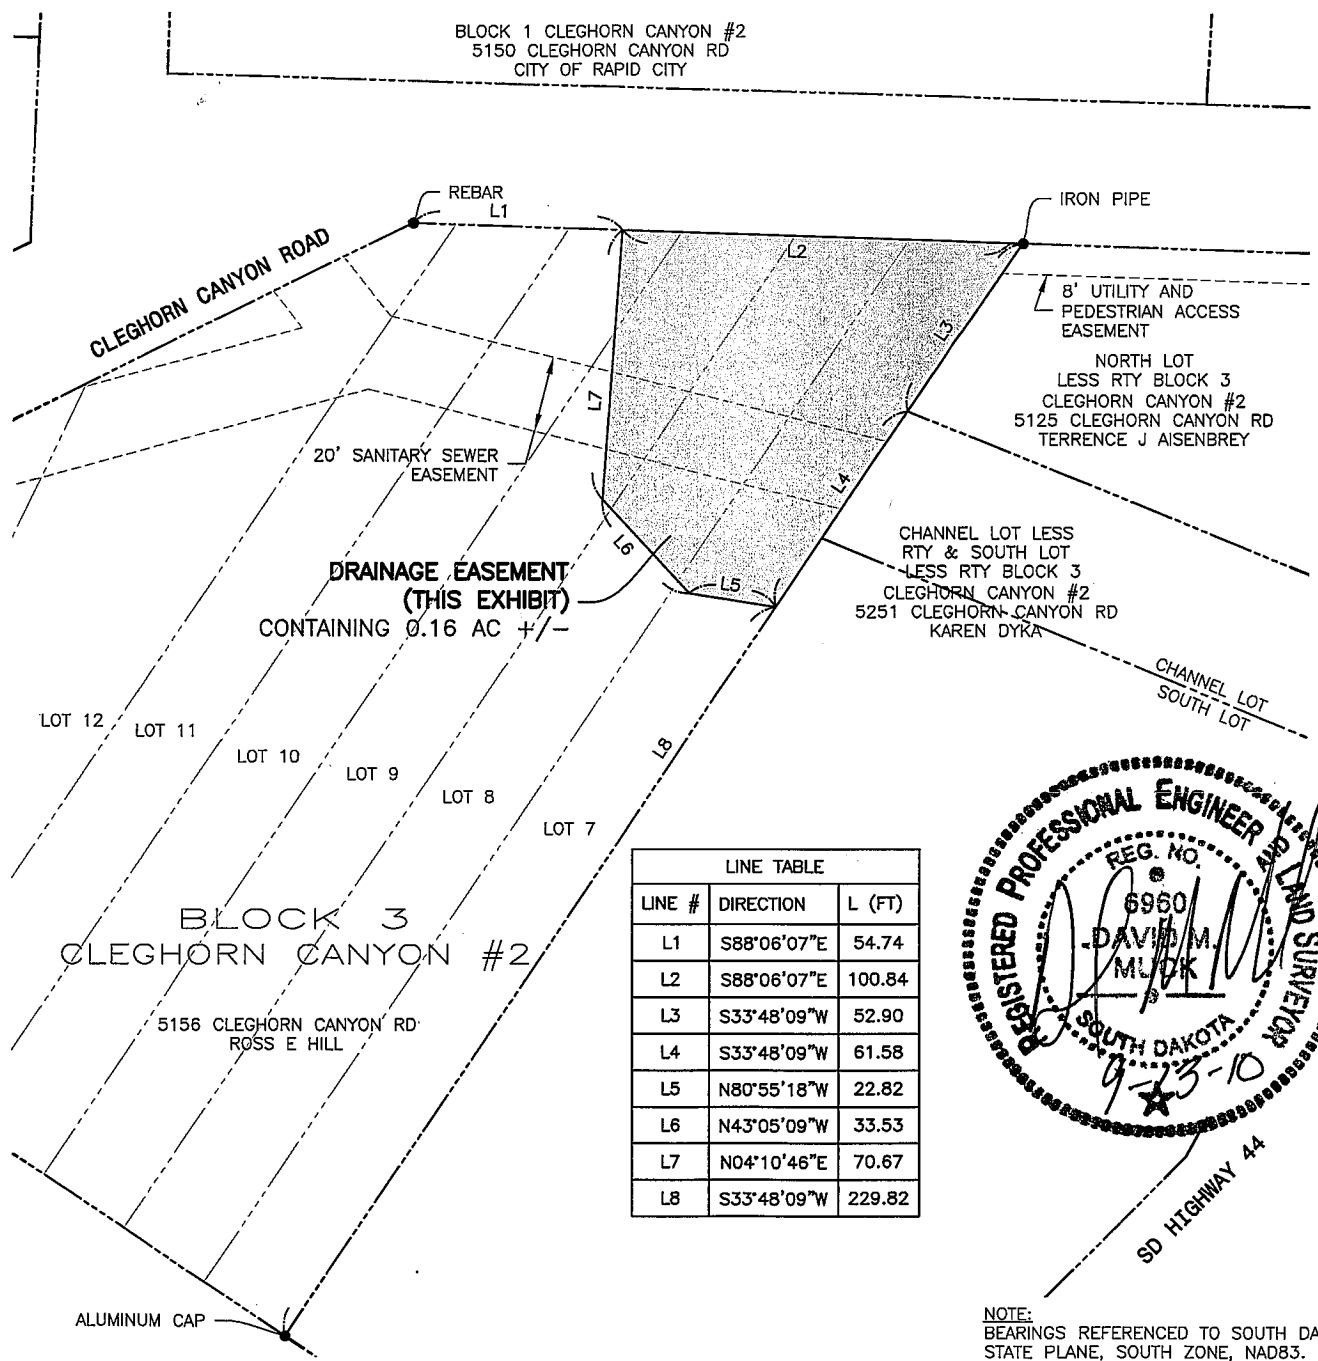 BLOCK 1 CLEGHORN CANYON #2
5150 CLEGHORN CANYON RD
CITY OF RAPID CITY
REBAR
L1
IRON PIPE
CLEGHORN CANYON ROAD
L2
8' UTILITY AND
PEDESTRIAN ACCESS
EASEMENT
L3
NORTH LOT
LESS RTY BLOCK 3
CLEGHORN CANYON #2
5125 CLEGHORN CANYON RD
TERRENCE J AISENBREY
L7
20' SANITARY SEWER
EASEMENT
L4
L6
L5
DRAINAGE EASEMENT
(THIS EXHIBIT)
CONTAINING 0.16 AC +/-
CHANNEL LOT LESS
RTY & SOUTH LOT
LESS RTY BLOCK 3
CLEGHORN CANYON #2
5251 CLEGHORN CANYON RD
KAREN DYKA
CHANNEL LOT
SOUTH LOT
L8
LOT 12
LOT 11
LOT 10
LOT 9
LOT 8
LOT 7
BLOCK 3
CLEGHORN CANYON #2
5156 CLEGHORN CANYON RD
ROSS E HILL
LINE TABLE
LINE # DIRECTION L (FT)
L1 S88°06'07"E 54.74
L2 S88°06'07"E 100.84
L3 S33°48'09"W 52.90
L4 S33°48'09"W 61.58
L5 N80°55'18"W 22.82
L6 N43°05'09"W 33.53
L7 N04°10'46"E 70.67
L8 S33°48'09"W 229.82
REGISTERED PROFESSIONAL ENGINEER AND LAND SURVEYOR
REG. NO.
6960
DAVID M.
MUCK
SOUTH DAKOTA
SD HIGHWAY 44
ALUMINUM CAP
NOTE:
BEARINGS REFERENCED TO SOUTH DA
STATE PLANE, SOUTH ZONE, NAD83.